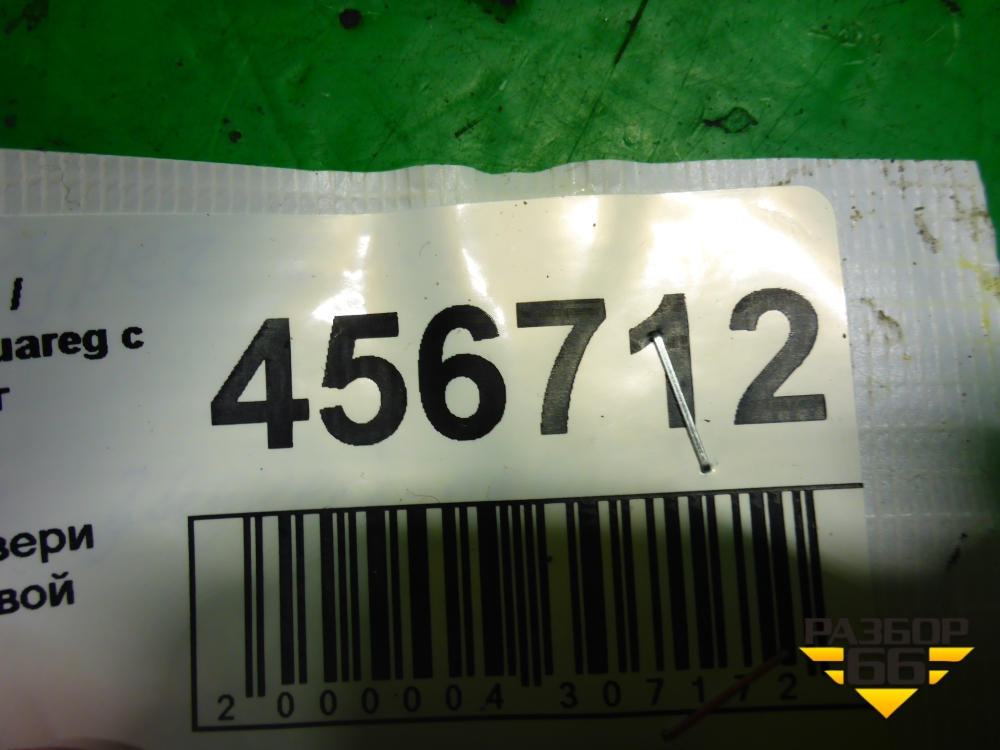 uareg с
456712
вери
вой
2 000004 307172
РАЗБОР
66